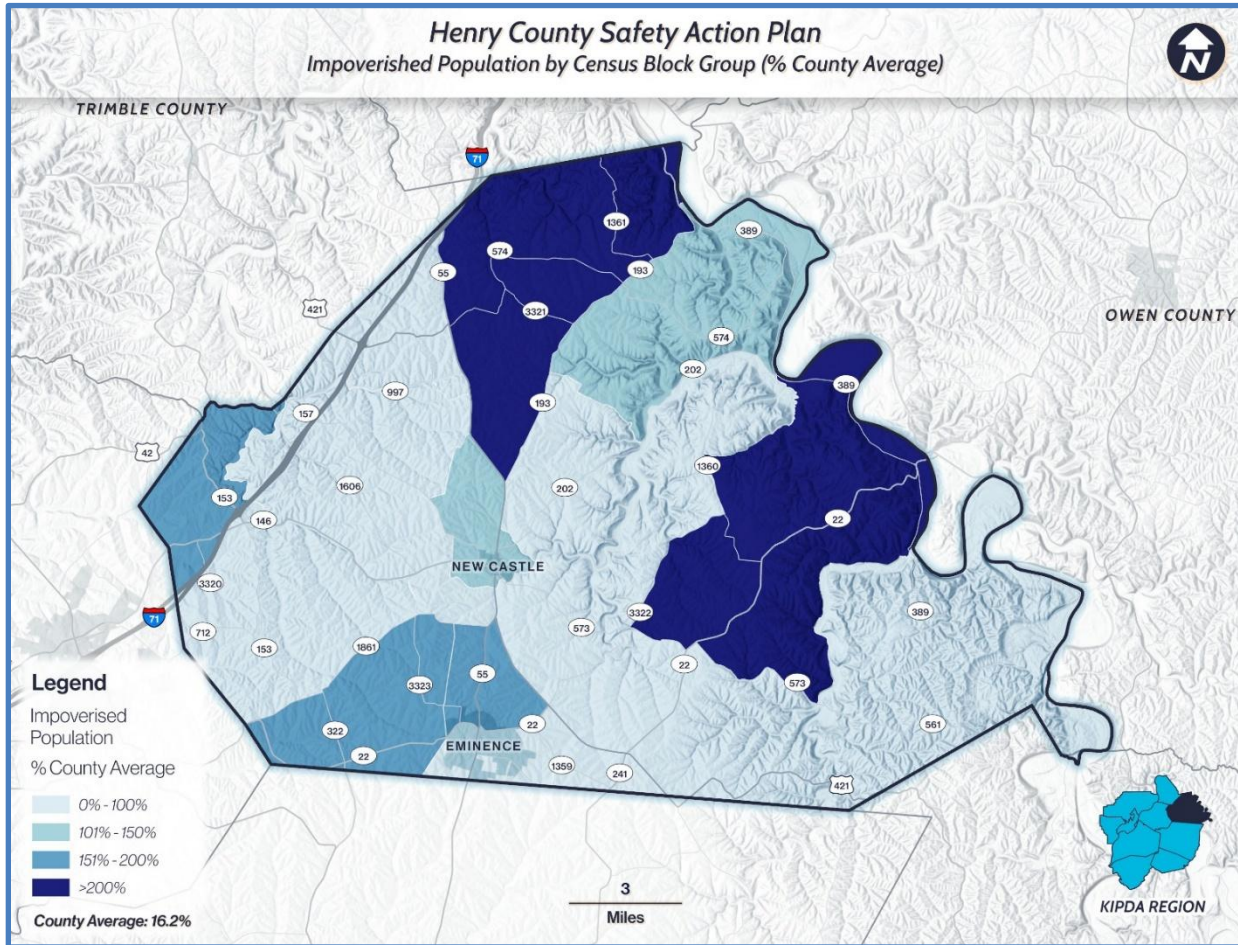 Henry County Safety Action Plan
Impoverished Population by Census Block Group (% County Average)
N
TRIMBLE COUNTY
71
1361
389
574
193
55
421
3321
OWEN COUNTY
574
202
389
997
193
157
42
1360
1606
202
153
22
146
NEW CASTLE
3320
389
3322
71
712
573
153
1861
22
55
3323
573
322
22
561
EMINENCE
22
1359
241
421
Legend
Impoverised
Population
% County Average
0% - 100%
101% - 150%
151% - 200%
>200%
County Average: 16.2%
3
Miles
KIPDA REGION